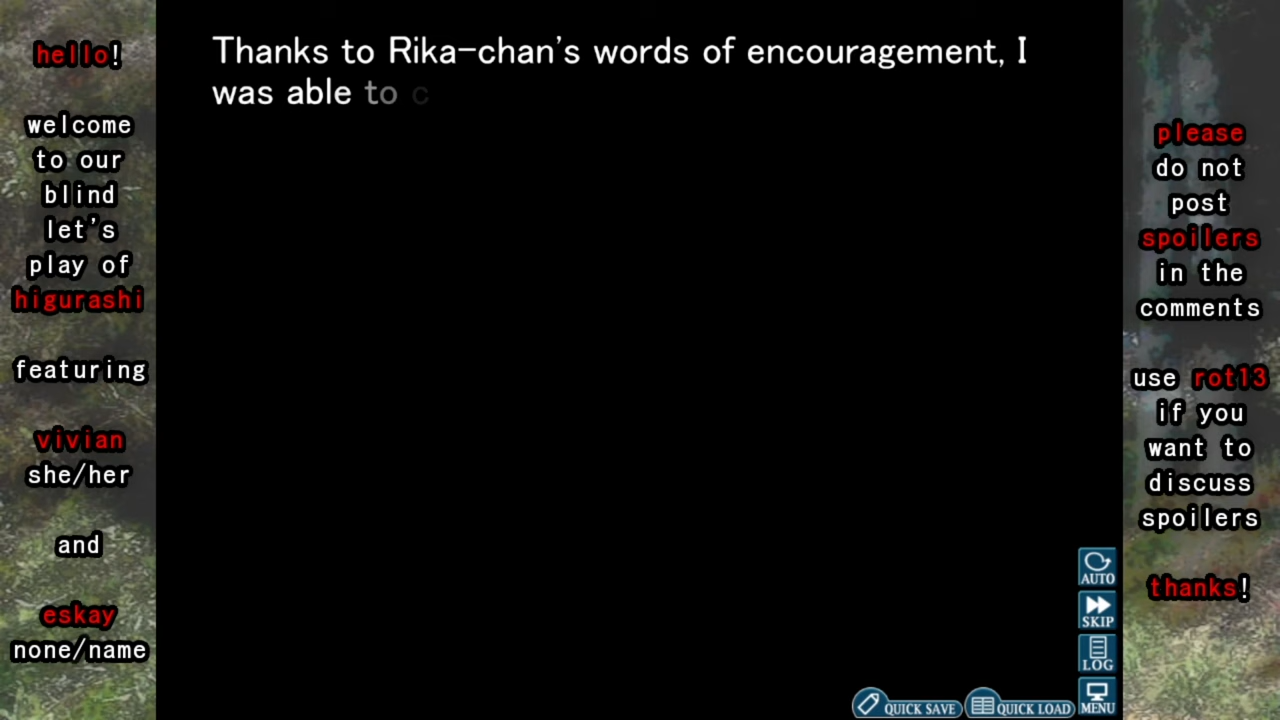 hello!
welcome
to our
blind
let's
play of
higurashi
featuring
vivian
she/her
and
eskay
none/name
Thanks to Rika-chan's words of encouragement, I
was able to c
please
do not
post
spoilers
in the
comments
use rot13
if you
want to
discuss
spoilers
thanks!
AUTO
SKIP
LOG
MENU
QUICK SAVE
QUICK LOAD